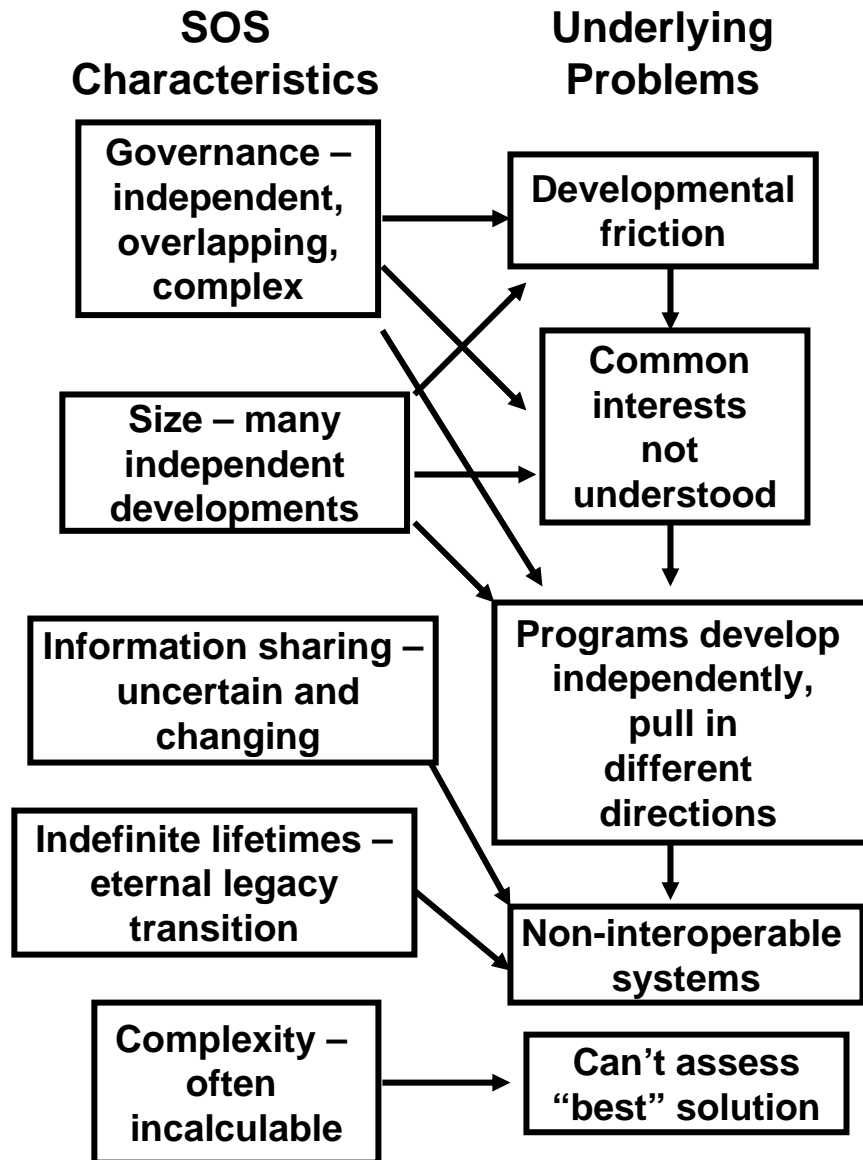 SOS
Characteristics
Underlying
Problems
Governance –
independent,
overlapping,
complex
Developmental
friction
Common
interests
not
understood
Size – many
independent
developments
Information sharing –
uncertain and
changing
Programs develop
independently,
pull in
different
directions
Indefinite lifetimes –
eternal legacy
transition
Non-interoperable
systems
Complexity –
often
incalculable
Can’t assess
“best” solution